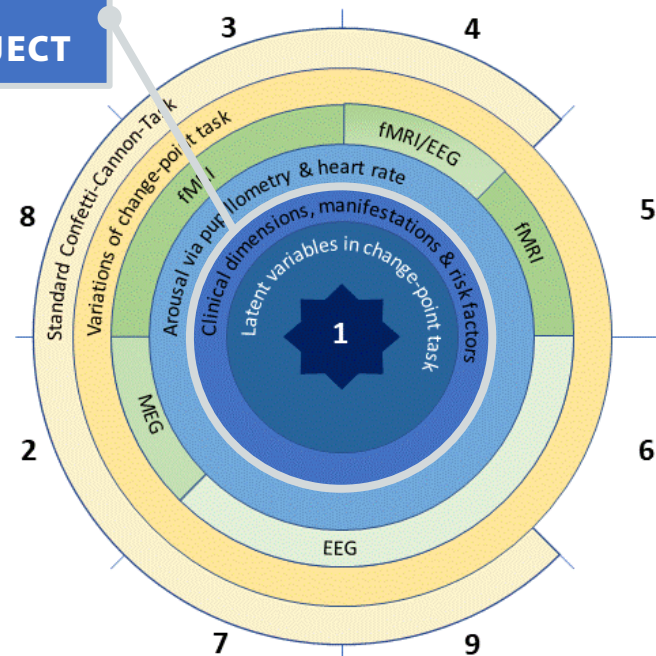 JECT
3
4
8
5
2
6
7
9
Standard Confetti-Cannon-Task
Variations of change-point task
fMRI
fMRI/EEG
fMRI
MEG
EEG
Arousal via pupillometry & heart rate
Clinical dimensions, manifestations & risk factors
Latent variables in change-point task
1